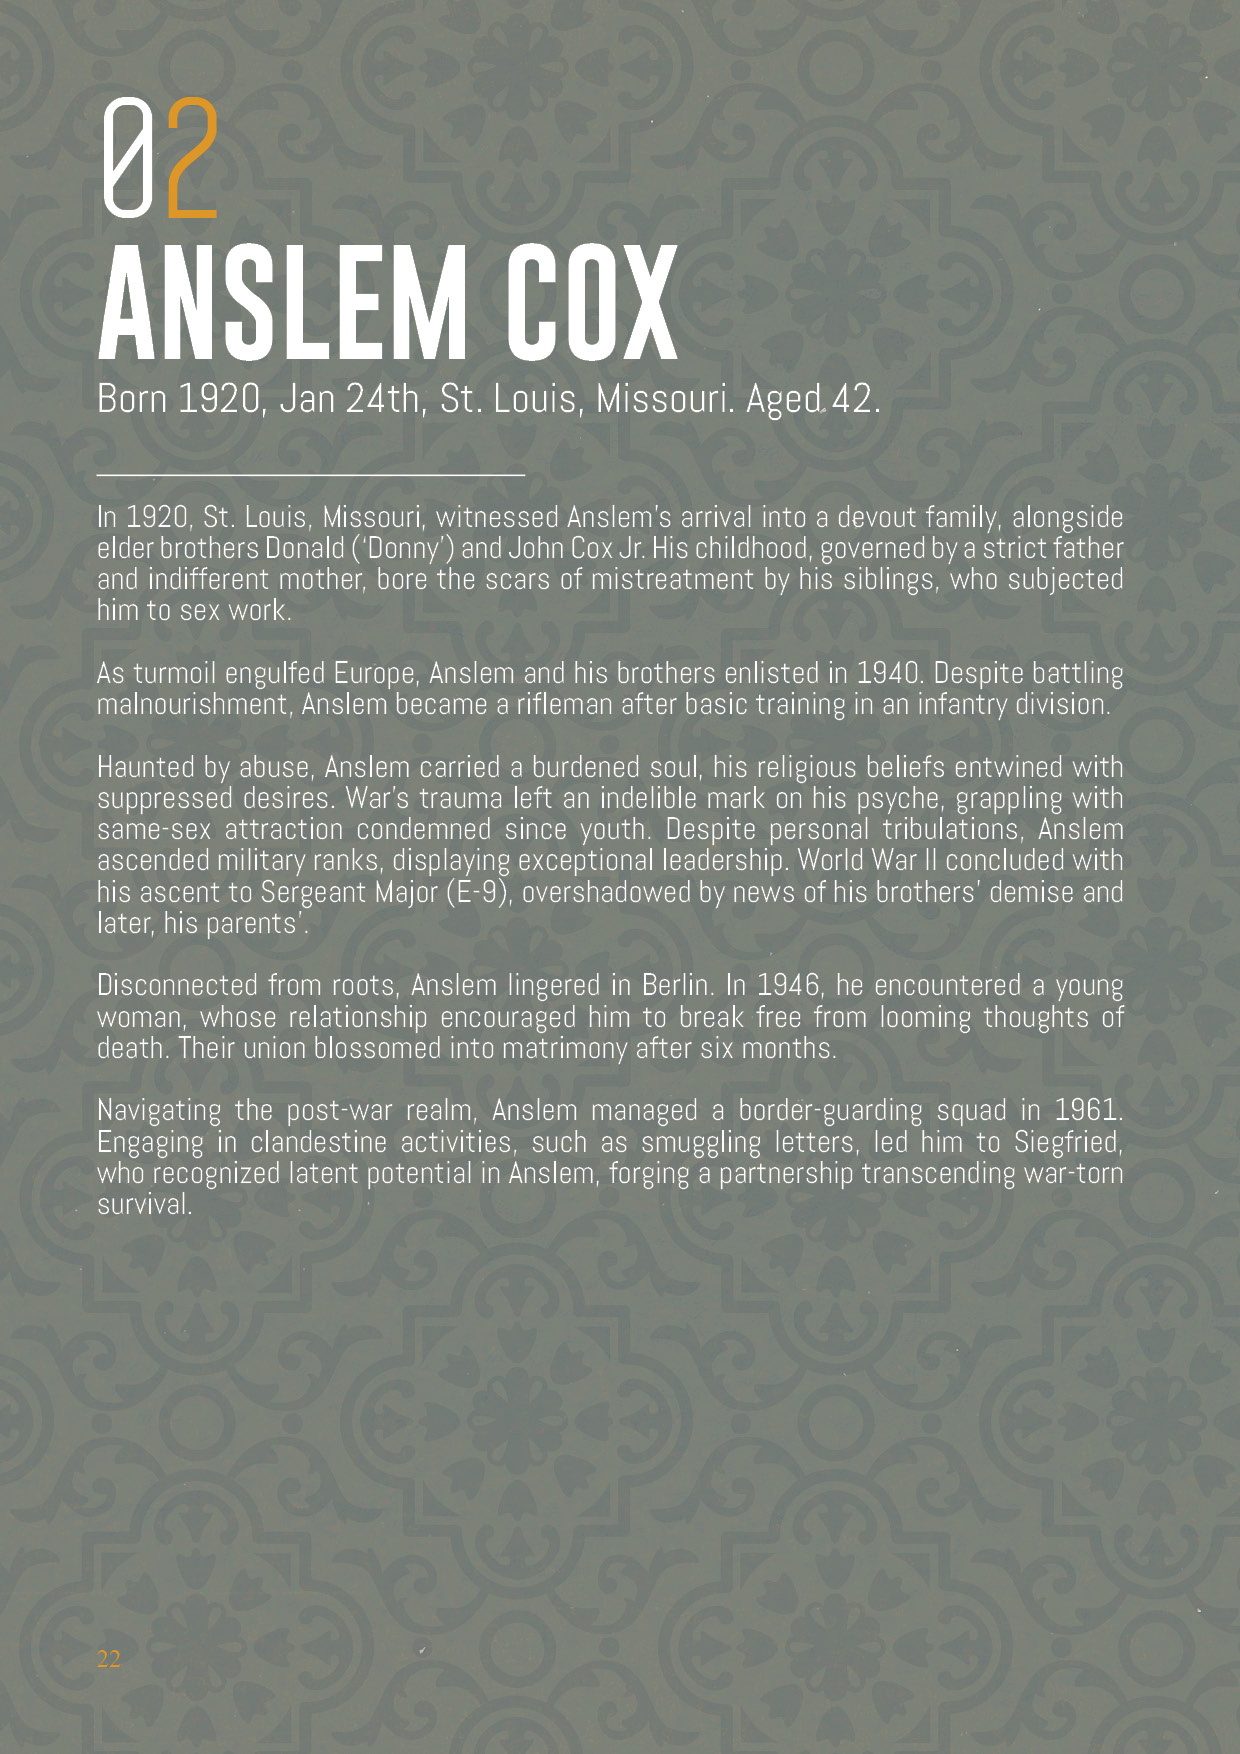 02
ANSLEM COX
Born 1920, Jan 24th, St. Louis, Missouri. Aged 42.
In 1920, St. Louis, Missouri, witnessed Anslem's arrival into a devout family, alongside
elder brothers Donald ('Donny') and John Cox Jr. His childhood, governed by a strict father
and indifferent mother, bore the scars of mistreatment by his siblings, who subjected
him to sex work.
As turmoil engulfed Europe, Anslem and his brothers enlisted in 1940. Despite battling
malnourishment, Anslem became a rifleman after basic training in an infantry division.
Haunted by abuse, Anslem carried a burdened soul, his religious beliefs entwined with
suppressed desires. War's trauma left an indelible mark on his psyche, grappling with
same-sex attraction condemned since youth. Despite personal tribulations, Anslem
ascended military ranks, displaying exceptional leadership. World War II concluded with
his ascent to Sergeant Major (E-9), overshadowed by news of his brothers' demise and
later, his parents'.
Disconnected from roots, Anslem lingered in Berlin. In 1946, he encountered a young
woman, whose relationship encouraged him to break free from looming thoughts of
death. Their union blossomed into matrimony after six months.
Navigating the post-war realm, Anslem managed a border-guarding squad in 1961.
Engaging in clandestine activities, such as smuggling letters, led him to Siegfried,
who recognized latent potential in Anslem, forging a partnership transcending war-torn
survival.
22